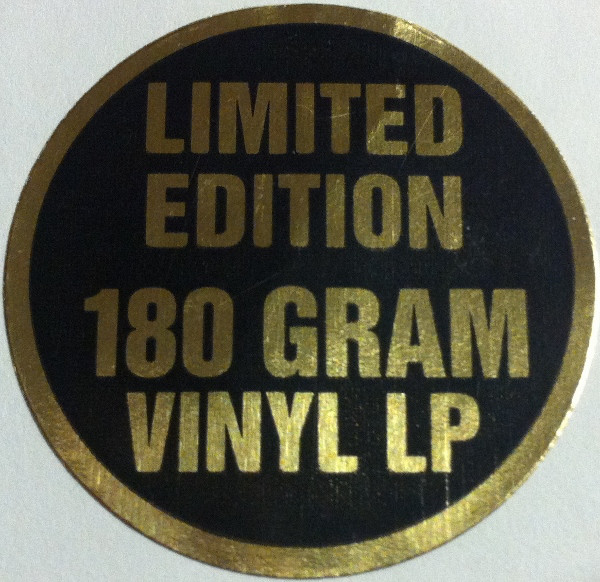 LIMITED
EDITION
180 GRAM
VINYL LP